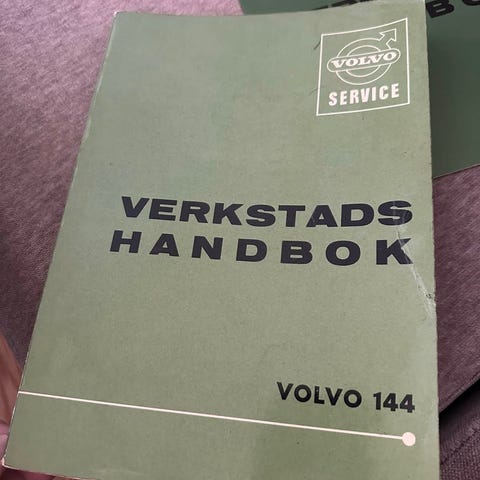 VOLVO
SERVICE
VERKSTADS
HANDBOK
VOLVO 144